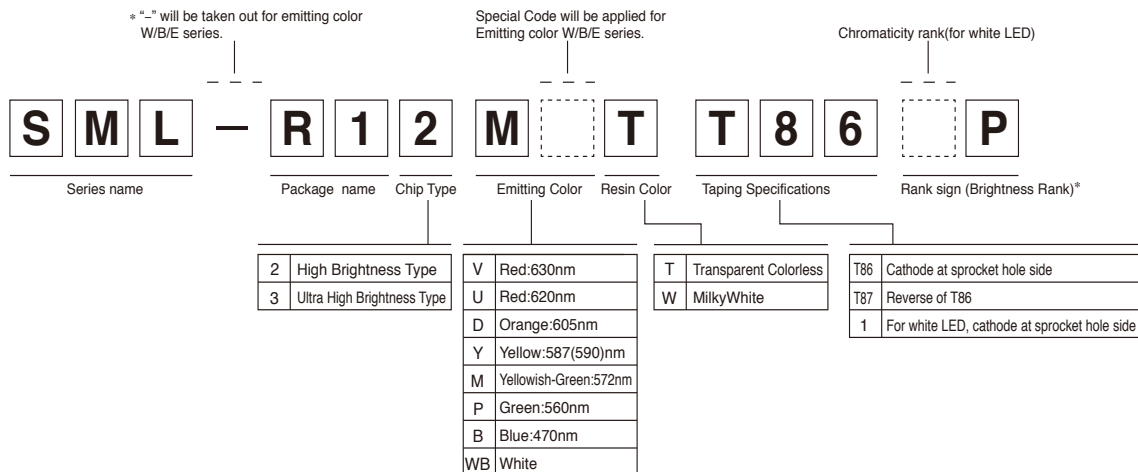 * “–” will be taken out for emitting color
W/B/E series.
Special Code will be applied for
Emitting color W/B/E series.
Chromaticity rank(for white LED)
S M L – R 1 2 M T T 8 6 P
Series name
Package name
Chip Type
Emitting Color
Resin Color
Taping Specifications
Rank sign (Brightness Rank)*
2 High Brightness Type
3 Ultra High Brightness Type
V Red:630nm
U Red:620nm
D Orange:605nm
Y Yellow:587(590)nm
M Yellowish-Green:572nm
P Green:560nm
B Blue:470nm
WB White
T Transparent Colorless
W MilkyWhite
T86 Cathode at sprocket hole side
T87 Reverse of T86
1 For white LED, cathode at sprocket hole side